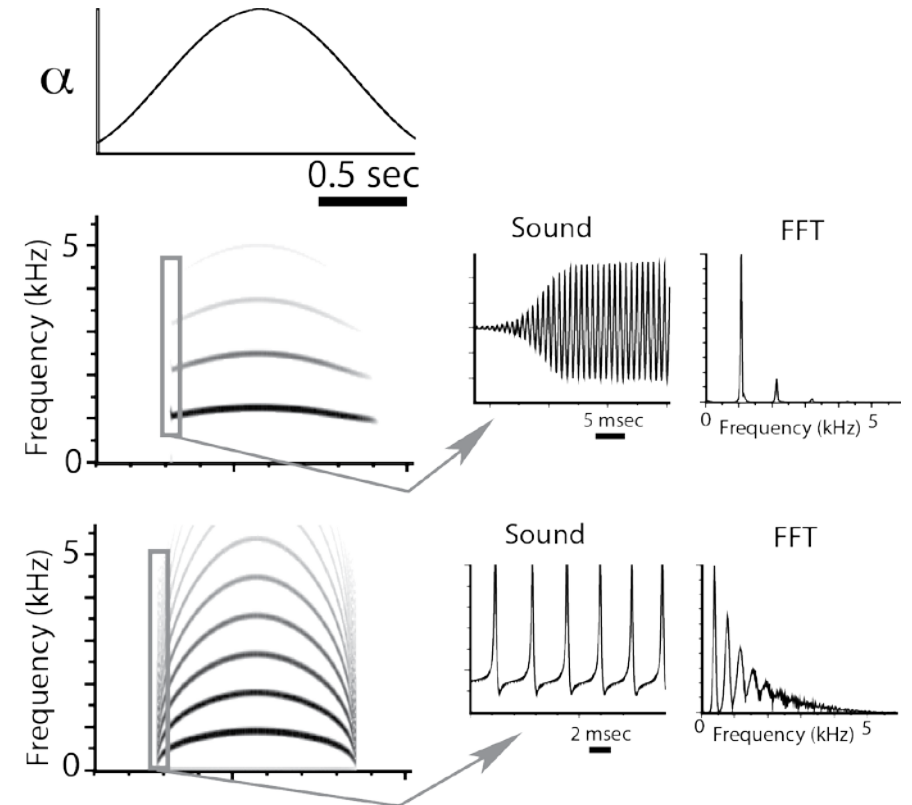 α
0.5 sec
Frequency (kHz)
5
0
Sound
5 msec
FFT
0
5
Frequency (kHz)
Frequency (kHz)
5
0
Sound
2 msec
FFT
0
5
Frequency (kHz)